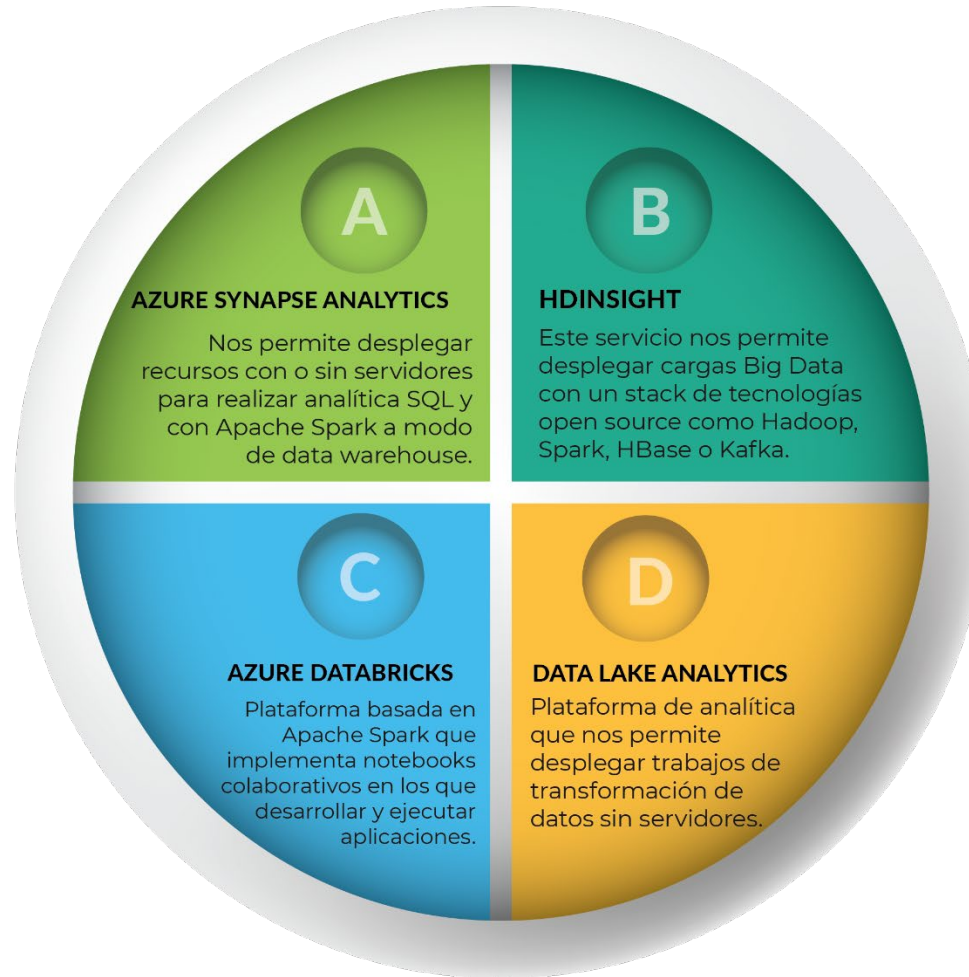 A
AZURE SYNAPSE ANALYTICS
Nos permite desplegar
recursos con o sin servidores
para realizar analítica SQL y
con Apache Spark a modo
de data warehouse.
B
HDINSIGHT
Este servicio nos permite
desplegar cargas Big Data
con un stack de tecnologías
open source como Hadoop,
Spark, HBase o Kafka.
C
AZURE DATABRICKS
Plataforma basada en
Apache Spark que
implementa notebooks
colaborativos en los que
desarrollar y ejecutar
aplicaciones.
D
DATA LAKE ANALYTICS
Plataforma de analítica
que nos permite
desplegar trabajos de
transformación de
datos sin servidores.